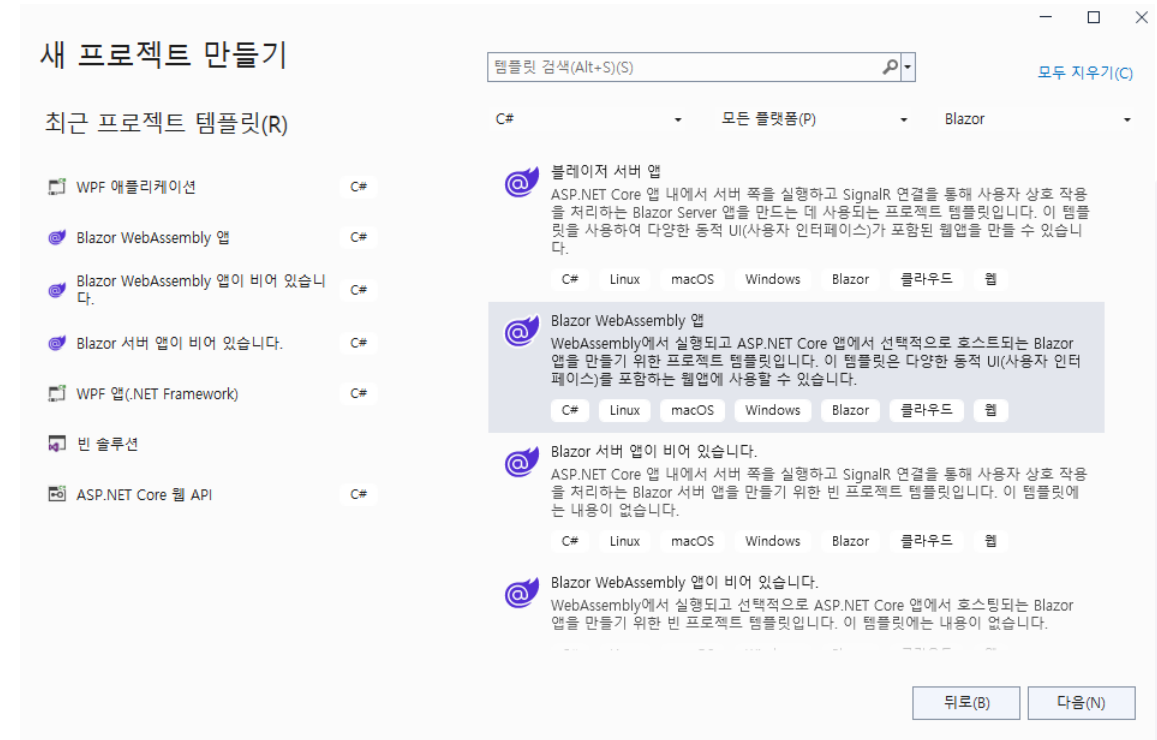 새 프로젝트 만들기
템플릿 검색(Alt+S)(S)
모두 지우기(C)
최근 프로젝트 템플릿(R)
C#
모든 플랫폼(P)
Blazor
WPF 애플리케이션 C#
Blazor WebAssembly 앱 C#
Blazor WebAssembly 앱이 비어 있습니
다. C#
Blazor 서버 앱이 비어 있습니다. C#
WPF 앱(.NET Framework) C#
빈 솔루션
ASP.NET Core 웹 API C#
블레이저 서버 앱
ASP.NET Core 앱 내에서 서버 쪽을 실행하고 SignalR 연결을 통해 사용자 상호 작용
을 처리하는 Blazor Server 앱을 만드는 데 사용되는 프로젝트 템플릿입니다. 이 템플
릿을 사용하여 다양한 동적 UI(사용자 인터페이스)가 포함된 웹앱을 만들 수 있습니
다.
C# Linux macOS Windows Blazor 클라우드 웹
Blazor WebAssembly 앱
WebAssembly에서 실행되고 ASP.NET Core 앱에서 선택적으로 호스트되는 Blazor
앱을 만들기 위한 프로젝트 템플릿입니다. 이 템플릿은 다양한 동적 UI(사용자 인터
페이스)를 포함하는 웹앱에 사용할 수 있습니다.
C# Linux macOS Windows Blazor 클라우드 웹
Blazor 서버 앱이 비어 있습니다.
ASP.NET Core 앱 내에서 서버 쪽을 실행하고 SignalR 연결을 통해 사용자 상호 작용
을 처리하는 Blazor 서버 앱을 만들기 위한 빈 프로젝트 템플릿입니다. 이 템플릿에
는 내용이 없습니다.
C# Linux macOS Windows Blazor 클라우드 웹
Blazor WebAssembly 앱이 비어 있습니다.
WebAssembly에서 실행되고 선택적으로 ASP.NET Core 앱에서 호스팅되는 Blazor
앱을 만들기 위한 빈 프로젝트 템플릿입니다. 이 템플릿에는 내용이 없습니다.
뒤로(B)
다음(N)